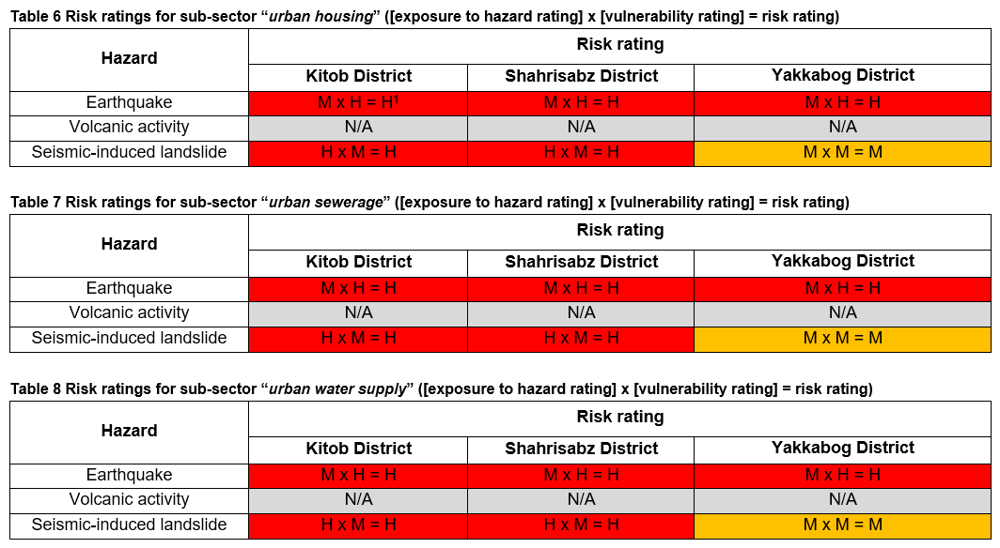 Table 6 Risk ratings for sub-sector “urban housing” ([exposure to hazard rating] x [vulnerability rating] = risk rating)
Hazard Risk rating
Kitob District Shahrisabz District Yakkabog District
Earthquake M x H = H¹ M x H = H M x H = H
Volcanic activity N/A N/A N/A
Seismic-induced landslide H x M = H H x M = H M x M = M
Table 7 Risk ratings for sub-sector “urban sewerage” ([exposure to hazard rating] x [vulnerability rating] = risk rating)
Hazard Risk rating
Kitob District Shahrisabz District Yakkabog District
Earthquake M x H = H M x H = H M x H = H
Volcanic activity N/A N/A N/A
Seismic-induced landslide H x M = H H x M = H M x M = M
Table 8 Risk ratings for sub-sector “urban water supply” ([exposure to hazard rating] x [vulnerability rating] = risk rating)
Hazard Risk rating
Kitob District Shahrisabz District Yakkabog District
Earthquake M x H = H M x H = H M x H = H
Volcanic activity N/A N/A N/A
Seismic-induced landslide H x M = H H x M = H M x M = M